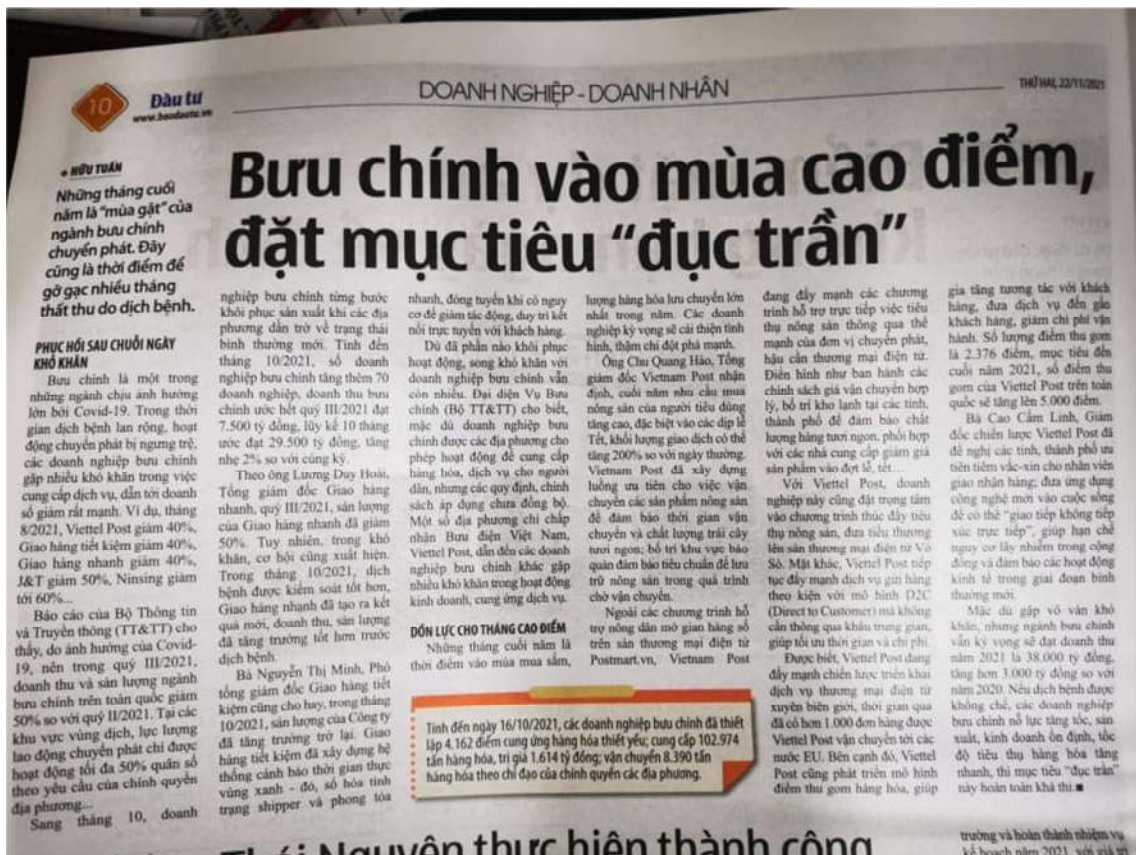 10
Đầu tư
www.baodautu.vn
DOANH NGHIỆP - DOANH NHÂN
THỨ HAI, 22/11/2021
Bưu chính vào mùa cao điểm,
đặt mục tiêu “đục trần”
• HỮU TUẤN
Những tháng cuối
năm là “mùa gặt” của
ngành bưu chính
chuyển phát. Đây
cũng là thời điểm để
gỡ gạc nhiều tháng
thất thu do dịch bệnh.
PHỤC HỒI SAU CHUỖI NGÀY
KHÓ KHĂN
Bưu chính là một trong
những ngành chịu ảnh hưởng
lớn bởi Covid-19. Trong thời
gian dịch bệnh lan rộng, hoạt
động chuyển phát bị ngưng trệ,
các doanh nghiệp bưu chính
gặp nhiều khó khăn trong việc
cung cấp dịch vụ, dẫn tới doanh
số giảm rất mạnh. Ví dụ, tháng
8/2021, Viettel Post giảm 40%,
Giao hàng tiết kiệm giảm 40%,
Giao hàng nhanh giảm 40%,
J&T giảm 50%, Ninsing giảm
tới 60%...
Báo cáo của Bộ Thông tin
và Truyền thông (TT&TT) cho
thấy, do ảnh hưởng của Covid-
19, nên trong quý III/2021,
doanh thu và sản lượng ngành
bưu chính trên toàn quốc giảm
50% so với quý II/2021. Tại các
khu vực vùng dịch, lực lượng
lao động chuyển phát chỉ được
hoạt động tối đa 50% quân số
theo yêu cầu của chính quyền
địa phương...
Sang tháng 10, doanh
nghiệp bưu chính từng bước
khôi phục sản xuất khi các địa
phương dần trở về trạng thái
bình thường mới. Tính đến
tháng 10/2021, số doanh
nghiệp bưu chính tăng thêm 70
doanh nghiệp, doanh thu bưu
chính ước hết quý III/2021 đạt
7.500 tỷ đồng, lũy kế 10 tháng
ước đạt 29.500 tỷ đồng, tăng
nhẹ 2% so với cùng kỳ.
Theo ông Lương Duy Hoài,
Tổng giám đốc Giao hàng
nhanh, quý III/2021, sản lượng
của Giao hàng nhanh đã giảm
50%. Tuy nhiên, trong khó
khăn, cơ hội cũng xuất hiện.
Trong tháng 10/2021, dịch
bệnh được kiểm soát tốt hơn,
Giao hàng nhanh đã tạo ra kết
quả mới, doanh thu, sản lượng
đã tăng trưởng tốt hơn trước
dịch bệnh.
Bà Nguyễn Thị Minh, Phó
tổng giám đốc Giao hàng tiết
kiệm cũng cho hay, trong tháng
10/2021, sản lượng của Công ty
đã tăng trưởng trở lại. Giao
hàng tiết kiệm đã xây dựng hệ
thống cảnh báo thời gian thực
vùng xanh - đỏ, số hóa tình
trạng shipper và phong tỏa
nhanh, đóng tuyến khi có nguy
cơ để giảm tác động, duy trì kết
nối trực tuyến với khách hàng.
Dù đã phần nào khôi phục
hoạt động, song khó khăn với
doanh nghiệp bưu chính vẫn
còn nhiều. Đại diện Vụ Bưu
chính (Bộ TT&TT) cho biết,
mặc dù doanh nghiệp bưu
chính được các địa phương cho
phép hoạt động để cung cấp
hàng hóa, dịch vụ cho người
dân, nhưng các quy định, chính
sách áp dụng chưa đồng bộ.
Một số địa phương chỉ chấp
nhận Bưu điện Việt Nam,
Viettel Post, dẫn đến các doanh
nghiệp bưu chính khác gặp
nhiều khó khăn trong hoạt động
kinh doanh, cung ứng dịch vụ.
DỒN LỰC CHO THÁNG CAO ĐIỂM
Những tháng cuối năm là
thời điểm vào mùa mua sắm,
lượng hàng hóa lưu chuyển lớn
nhất trong năm. Các doanh
nghiệp kỳ vọng sẽ cải thiện tình
hình, thậm chí đột phá mạnh.
Ông Chu Quang Hào, Tổng
giám đốc Vietnam Post nhận
định, cuối năm nhu cầu mua
nông sản của người tiêu dùng
tăng cao, đặc biệt vào các dịp lễ
Tết, khối lượng giao dịch có thể
tăng 200% so với ngày thường.
Vietnam Post đã xây dựng
luồng ưu tiên cho việc vận
chuyển các sản phẩm nông sản
để đảm bảo thời gian vận
chuyển và chất lượng trái cây
tươi ngon; bố trí khu vực bảo
quản đảm bảo tiêu chuẩn để lưu
trữ nông sản trong quá trình
chờ vận chuyển.
Ngoài các chương trình hỗ
trợ nông dân mở gian hàng số
trên sàn thương mại điện tử
Postmart.vn, Vietnam Post
đang đẩy mạnh các chương
trình hỗ trợ trực tiếp việc tiêu
thụ nông sản thông qua thế
mạnh của đơn vị chuyển phát,
hậu cần thương mại điện tử.
Điển hình như ban hành các
chính sách giá vận chuyển hợp
lý, bố trí kho lạnh tại các tỉnh,
thành phố để đảm bảo chất
lượng hàng tươi ngon, phối hợp
với các nhà cung cấp giảm giá
sản phẩm vào đợt lễ, tết....
Với Viettel Post, doanh
nghiệp này cũng đặt trọng tâm
vào chương trình thúc đẩy tiêu
thụ nông sản, đưa tiểu thương
lên sàn thương mại điện tử Vỏ
Sò. Mặt khác, Viettel Post tiếp
tục đẩy mạnh dịch vụ gửi hàng
theo kiện với mô hình D2C
(Direct to Customer) mà không
cần thông qua khâu trung gian,
giúp tối ưu thời gian và chi phí.
Được biết, Viettel Post đang
đẩy mạnh chiến lược triển khai
dịch vụ thương mại điện tử
xuyên biên giới, thời gian qua
đã có hơn 1.000 đơn hàng được
Viettel Post vận chuyển tới các
nước EU. Bên cạnh đó, Viettel
Post cũng phát triển mô hình
điểm thu gom hàng hóa, giúp
gia tăng tương tác với khách
hàng, đưa dịch vụ đến gần
khách hàng, giảm chi phí vận
hành. Số lượng điểm thu gom
là 2.376 điểm, mục tiêu đến
cuối năm 2021, số điểm thu
gom của Viettel Post trên toàn
quốc sẽ tăng lên 5.000 điểm.
Bà Cao Cẩm Linh, Giám
đốc chiến lược Viettel Post đã
đề nghị các tỉnh, thành phố ưu
tiên tiêm vắc-xin cho nhân viên
giao nhận hàng; đưa ứng dụng
công nghệ mới vào cuộc sống
để có thể “giao tiếp không tiếp
xúc trực tiếp”, giúp hạn chế
nguy cơ lây nhiễm trong cộng
đồng và đảm bảo các hoạt động
kinh tế trong giai đoạn bình
thường mới.
Mặc dù gặp vô vàn khó
khăn, nhưng ngành bưu chính
vẫn kỳ vọng sẽ đạt doanh thu
năm 2021 là 38.000 tỷ đồng,
tăng hơn 3.000 tỷ đồng so với
năm 2020. Nếu dịch bệnh được
khống chế, các doanh nghiệp
bưu chính nỗ lực tăng tốc, sản
xuất, kinh doanh ổn định, tốc
độ tiêu thụ hàng hóa tăng
nhanh, thì mục tiêu “đục trần”
này hoàn toàn khả thi.■
Tính đến ngày 16/10/2021, các doanh nghiệp bưu chính đã thiết
lập 4.162 điểm cung ứng hàng hóa thiết yếu; cung cấp 102.974
tấn hàng hóa, trị giá 1.614 tỷ đồng; vận chuyển 8.390 tấn
hàng hóa theo chỉ đạo của chính quyền các địa phương.
Thái Nguyên thực hiện thành công
trường và hoàn thành nhiệm vụ
kế hoạch năm 2021, với giá trị